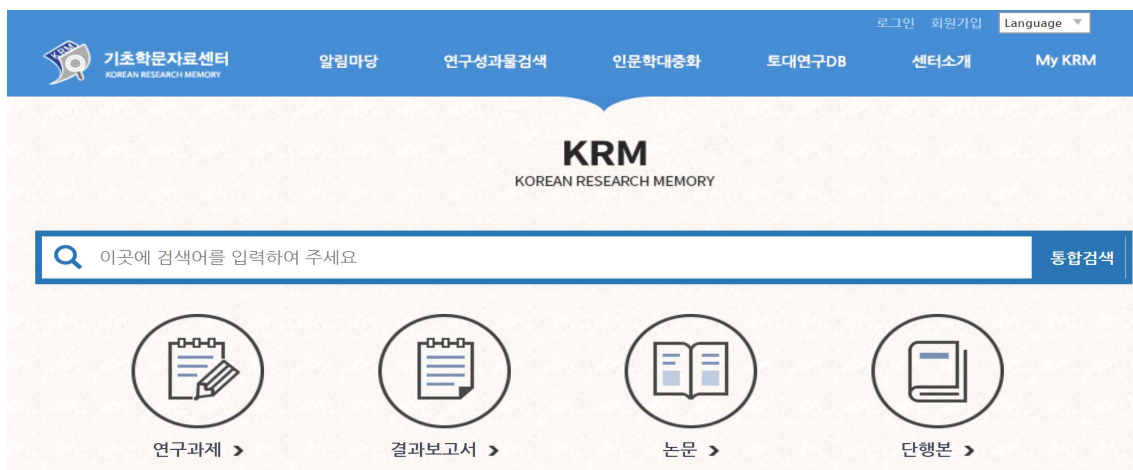 로그인 회원가입 Language ▼
KRM 기초학문자료센터
KOREAN RESEARCH MEMORY
알림마당 연구성과물검색 인문학대중화 토대연구DB 센터소개 My KRM
KRM
KOREAN RESEARCH MEMORY
이곳에 검색어를 입력하여 주세요 통합검색
연구과제 > 결과보고서 > 논문 > 단행본 >